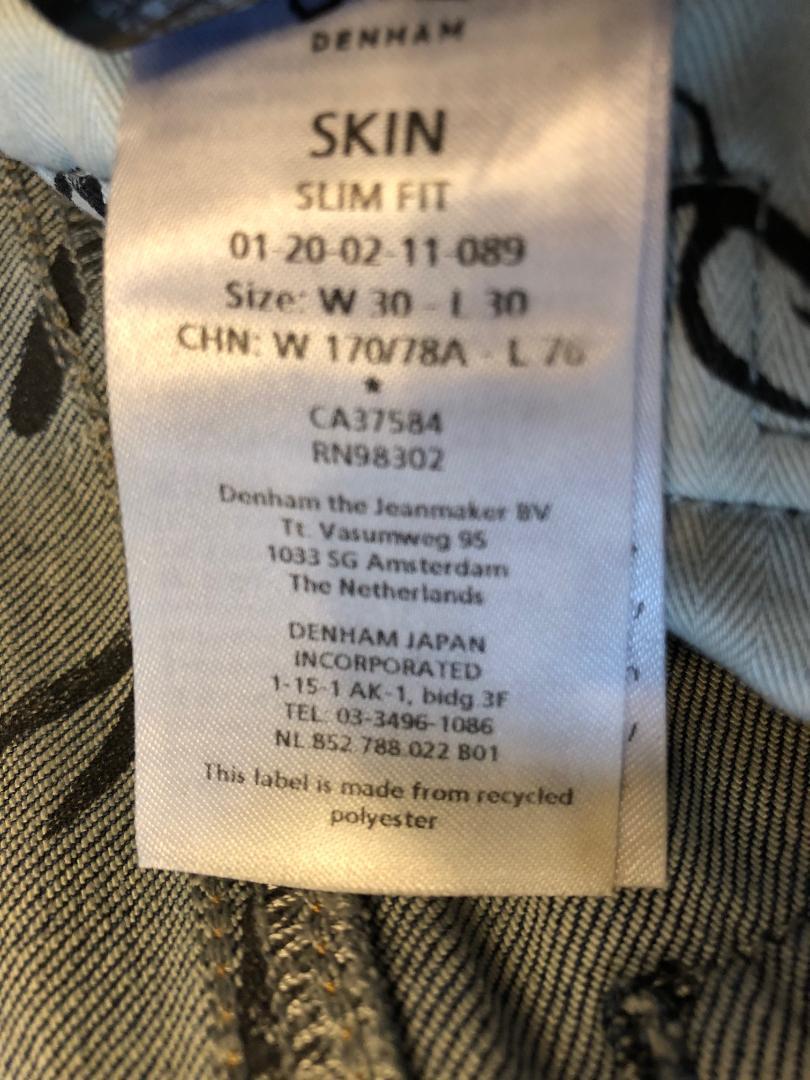 DENHAM
SKIN
SLIM FIT
01-20-02-11-089
Size: W 30 - L 30
CHN: W 170/78A - L 76
*
CA37584
RN98302
Denham the Jeanmaker BV
Tt. Vasumweg 95
1033 SG Amsterdam
The Netherlands
DENHAM JAPAN
INCORPORATED
1-15-1 AK-1, bidg 3F
TEL: 03-3496-1086
NL 852.788.022 B01
This label is made from recycled
polyester